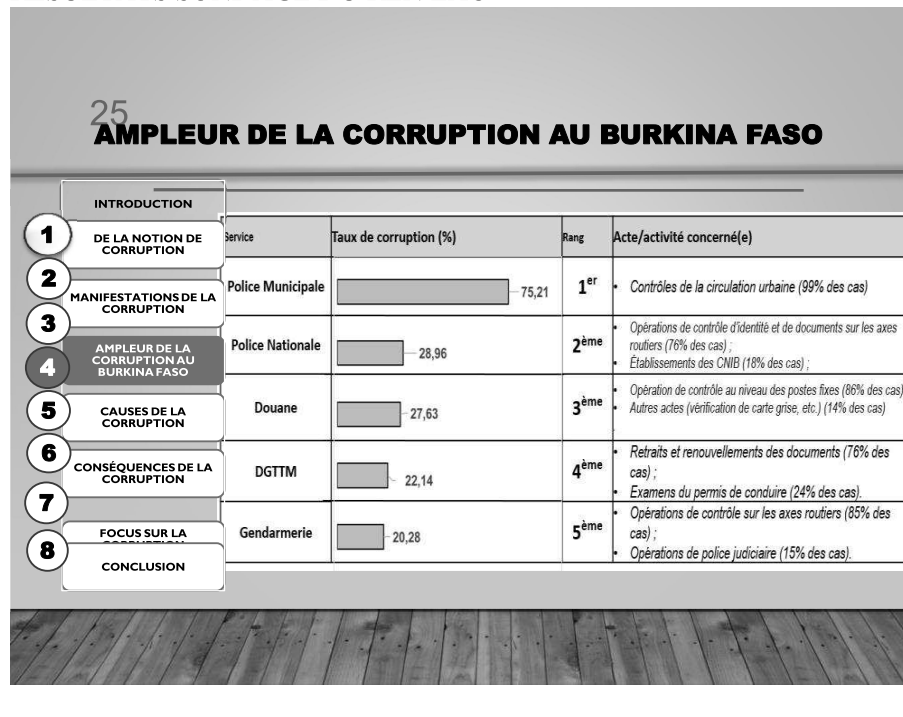 25
AMPLEUR DE LA CORRUPTION AU BURKINA FASO
INTRODUCTION
1
DE LA NOTION DE
CORRUPTION
2
MANIFESTATIONS DE LA
CORRUPTION
3
4
AMPLEUR DE LA
CORRUPTION AU
BURKINA FASO
5
CAUSES DE LA
CORRUPTION
6
CONSÉQUENCES DE LA
CORRUPTION
7
FOCUS SUR LA
8
CONCLUSION
Service Taux de corruption (%) Rang Acte/activité concerné(e)
Police Municipale 75,21 1er • Contrôles de la circulation urbaine (99% des cas)
Police Nationale 28,96 2ème • Opérations de contrôle d'identité et de documents sur les axes
routiers (76% des cas) ;
• Établissements des CNIB (18% des cas) ;
Douane 27,63 3ème • Opération de contrôle au niveau des postes fixes (86% des cas)
• Autres actes (vérification de carte grise, etc.) (14% des cas)
DGTTM 22,14 4ème • Retraits et renouvellements des documents (76% des
cas) ;
• Examens du permis de conduire (24% des cas).
Gendarmerie 20,28 5ème • Opérations de contrôle sur les axes routiers (85% des
cas) ;
• Opérations de police judiciaire (15% des cas).